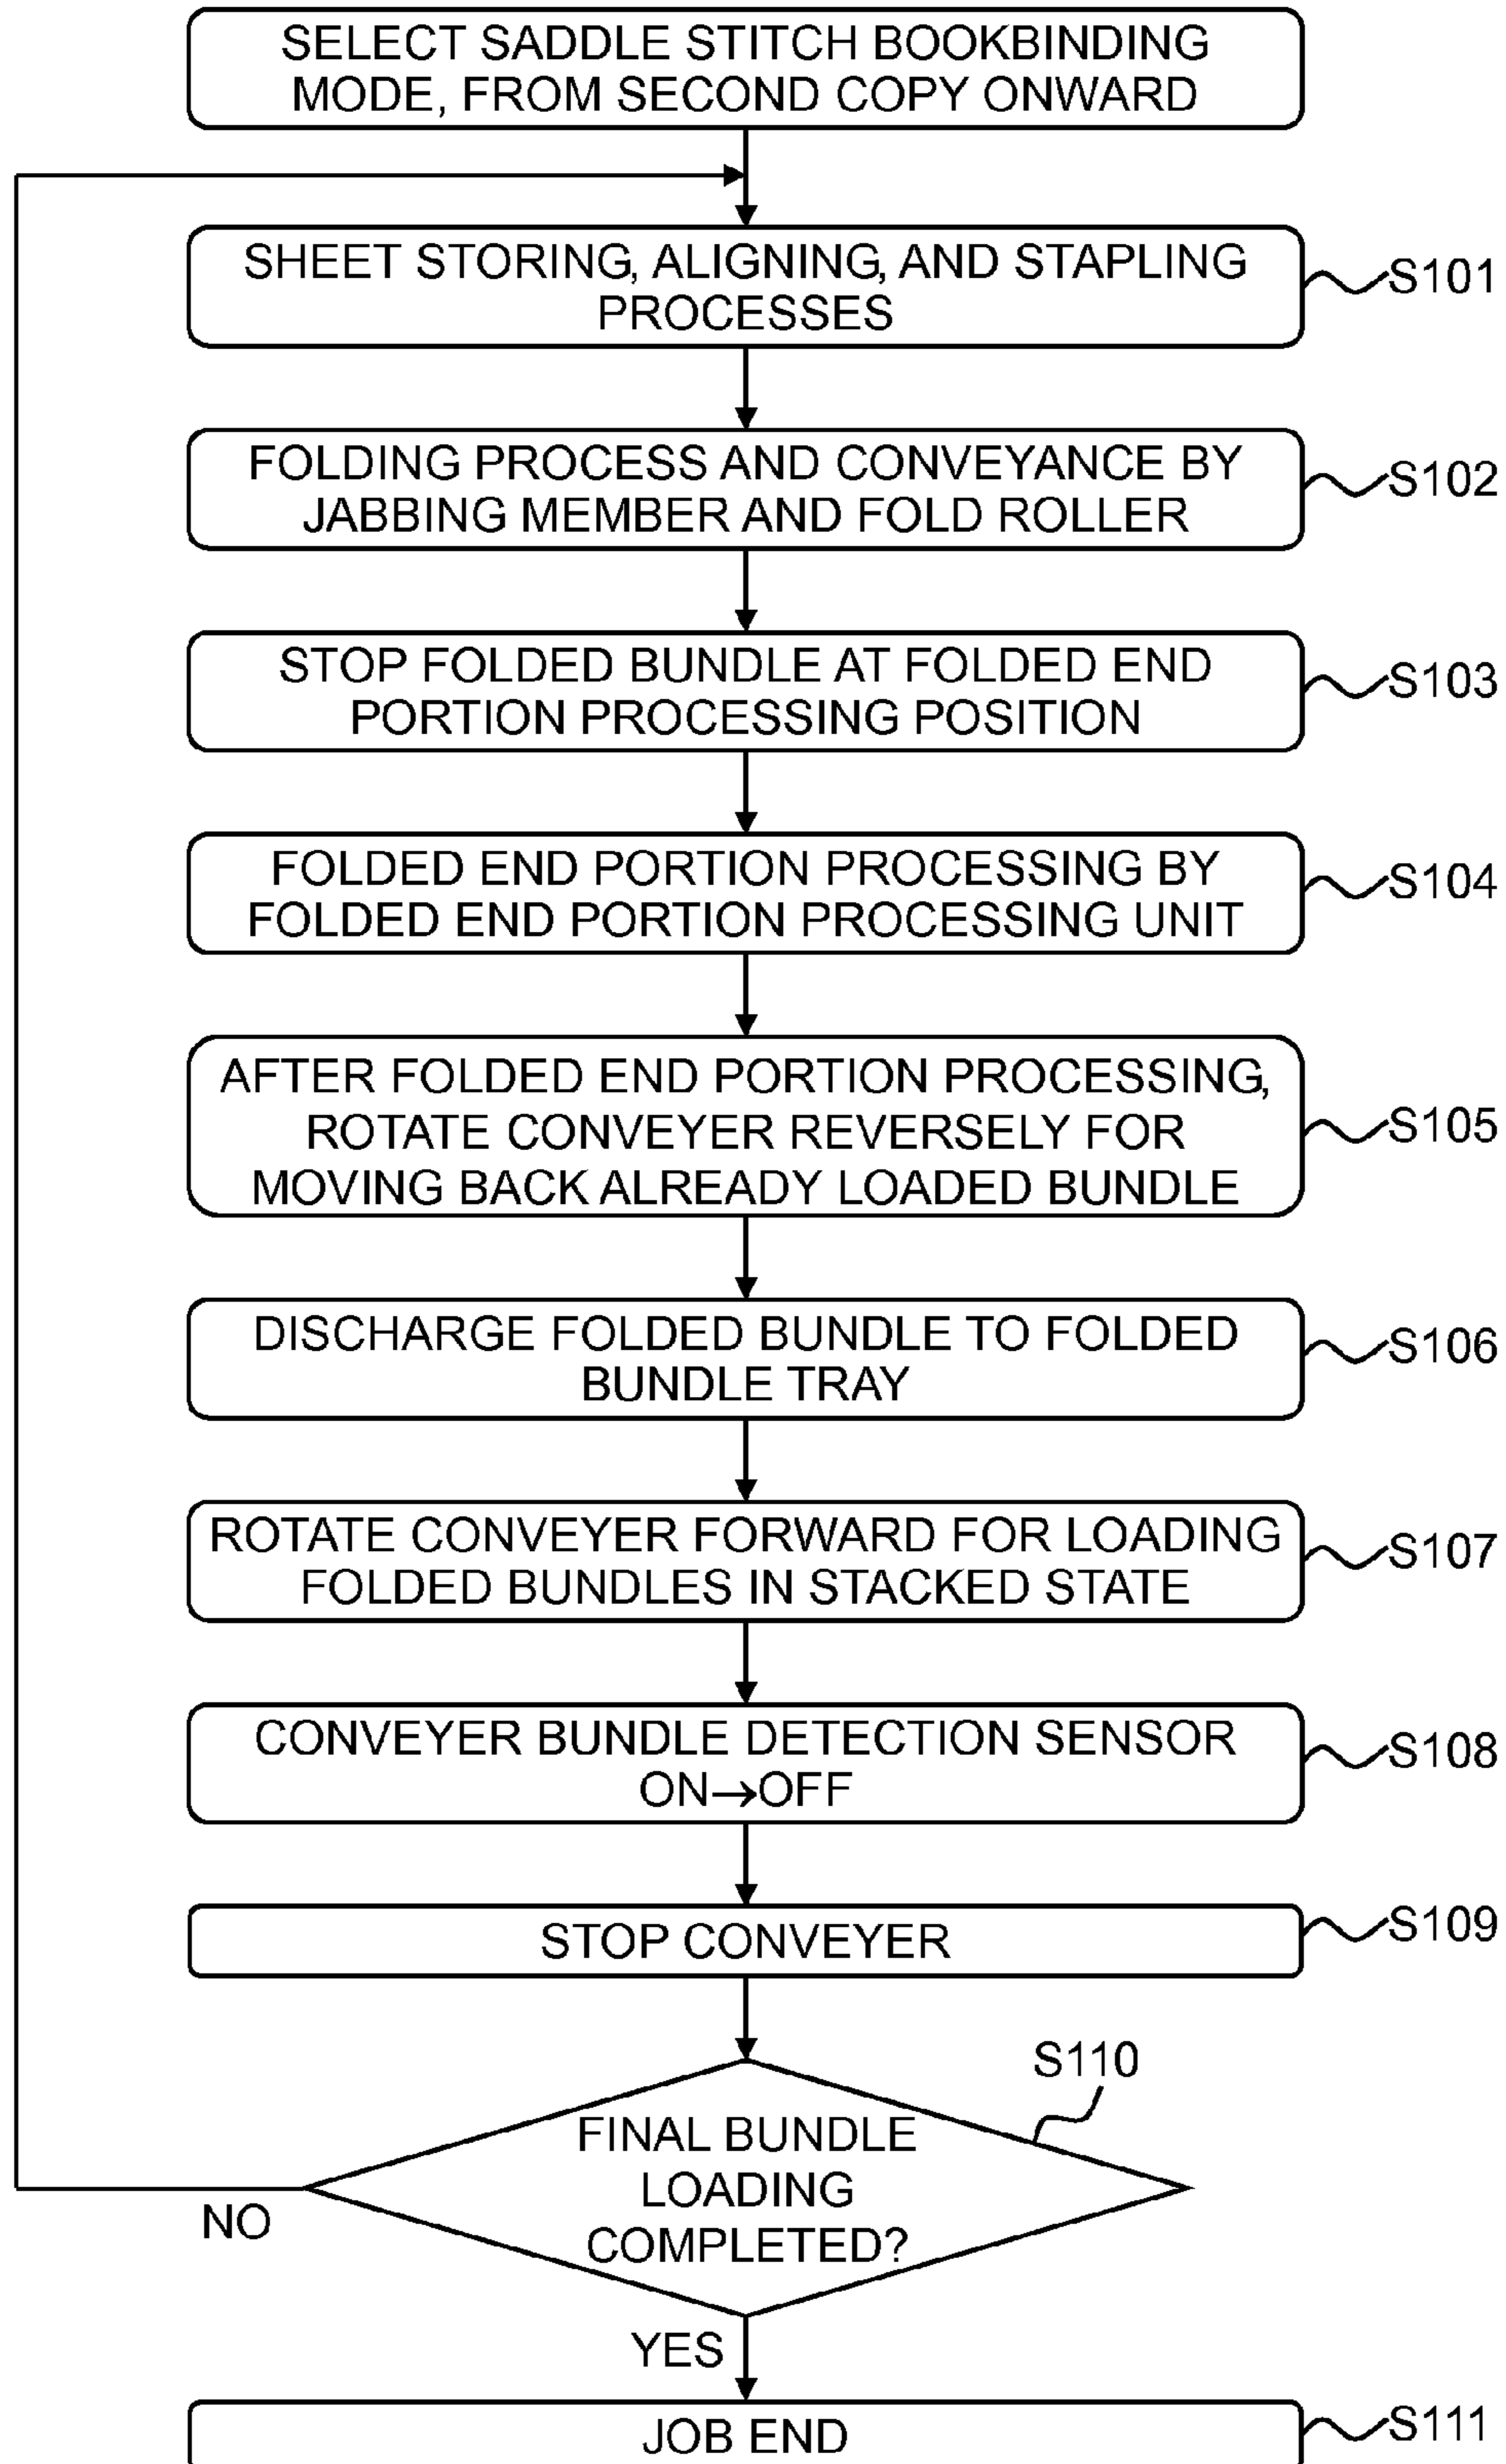 SELECT SADDLE STITCH BOOKBINDING
MODE, FROM SECOND COPY ONWARD
SHEET STORING, ALIGNING, AND STAPLING
PROCESSES
S101
FOLDING PROCESS AND CONVEYANCE BY
JABBING MEMBER AND FOLD ROLLER
S102
STOP FOLDED BUNDLE AT FOLDED END
PORTION PROCESSING POSITION
S103
FOLDED END PORTION PROCESSING BY
FOLDED END PORTION PROCESSING UNIT
S104
AFTER FOLDED END PORTION PROCESSING,
ROTATE CONVEYER REVERSELY FOR
MOVING BACK ALREADY LOADED BUNDLE
S105
DISCHARGE FOLDED BUNDLE TO FOLDED
BUNDLE TRAY
S106
ROTATE CONVEYER FORWARD FOR LOADING
FOLDED BUNDLES IN STACKED STATE
S107
CONVEYER BUNDLE DETECTION SENSOR
ON→OFF
S108
STOP CONVEYER
S109
S110
FINAL BUNDLE
LOADING
COMPLETED?
NO
YES
JOB END
S111